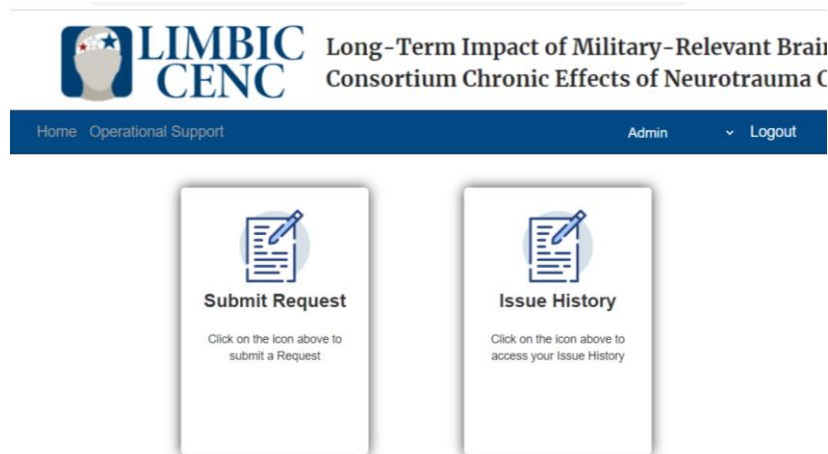 LIMBIC
CENC
Long-Term Impact of Military-Relevant Brain
Consortium Chronic Effects of Neurotrauma C
Home Operational Support Admin Logout
Submit Request
Click on the icon above to
submit a Request
Issue History
Click on the icon above to
access your Issue History